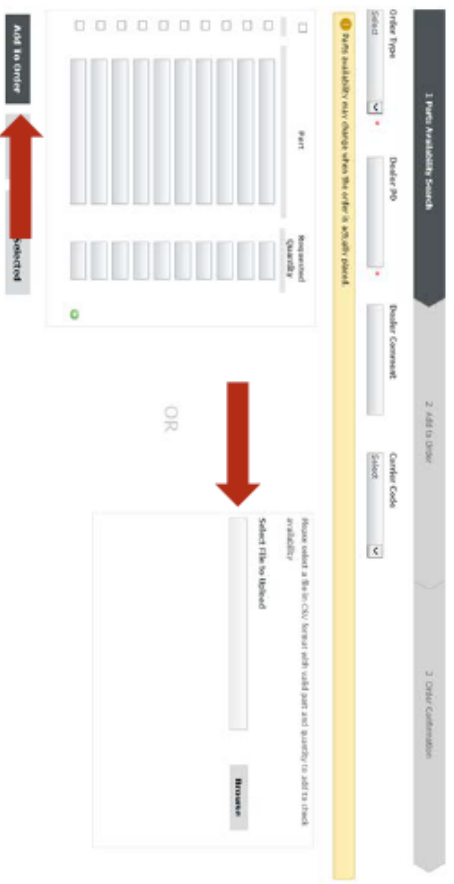 1 Parts Availability Search
2 Add to Order
3 Order Confirmation
Order Type
Dealer PO
Dealer Comment
Carrier Code
Select
*
*
Select
Parts availability may change when the order is actually placed.
Part
Requested
Quantity
OR
Please select a file in CSV format with valid part and quantity to add to check
availability
Select File to Upload
Browse
Add To Order
Selected